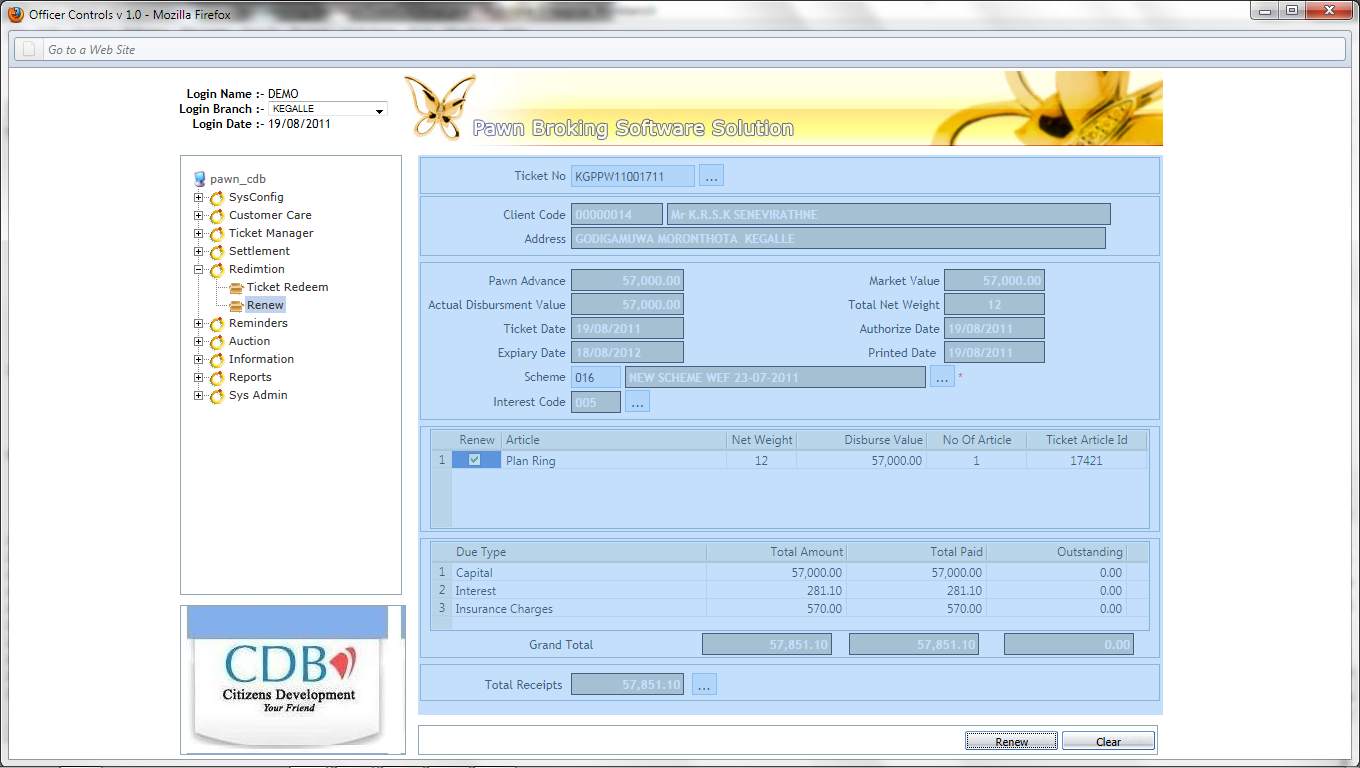 Officer Controls v 1.0 - Mozilla Firefox
Go to a Web Site
Login Name :- DEMO
Login Branch :- KEGALLE
Login Date :- 19/08/2011
Pawn Broking Software Solution
pawn_cdb
SysConfig
Customer Care
Ticket Manager
Settlement
Redimtion
Ticket Redeem
Renew
Reminders
Auction
Information
Reports
Sys Admin
CDB
Citizens Development
Your Friend
Ticket No KGPPW11001711 ...
Client Code 00000014 Mr K.R.S.K SENEVIRATHNE
Address GODIGAMUWA MORONTHOTA KEGALLE
Pawn Advance 57,000.00 Market Value 57,000.00
Actual Disbursment Value 57,000.00 Total Net Weight 12
Ticket Date 19/08/2011 Authorize Date 19/08/2011
Expiary Date 18/08/2012 Printed Date 19/08/2011
Scheme 016 NEW SCHEME WEF 23-07-2011 ... *
Interest Code 005 ...
Renew Article Net Weight Disburse Value No Of Article Ticket Article Id
1 Plan Ring 12 57,000.00 1 17421
Due Type Total Amount Total Paid Outstanding
1 Capital 57,000.00 57,000.00 0.00
2 Interest 281.10 281.10 0.00
3 Insurance Charges 570.00 570.00 0.00
Grand Total 57,851.10 57,851.10 0.00
Total Receipts 57,851.10 ...
Renew Clear